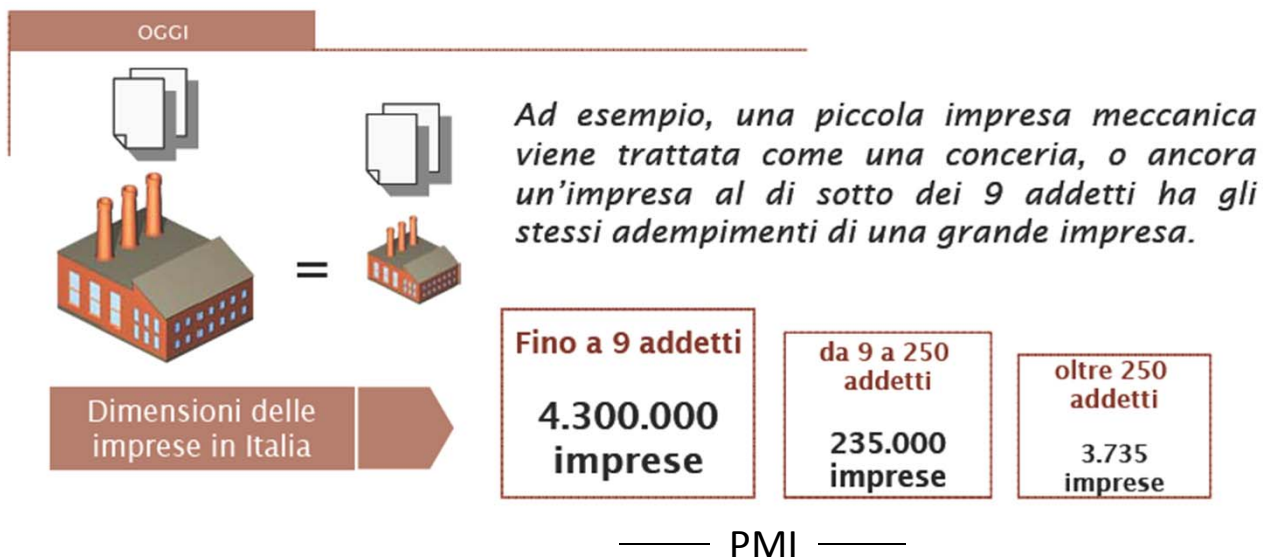 OGGI
Ad esempio, una piccola impresa meccanica
viene trattata come una conceria, o ancora
un'impresa al di sotto dei 9 addetti ha gli
stessi adempimenti di una grande impresa.
=
Dimensioni delle
imprese in Italia
Fino a 9 addetti
4.300.000
imprese
da 9 a 250
addetti
235.000
imprese
oltre 250
addetti
3.735
imprese
PMI